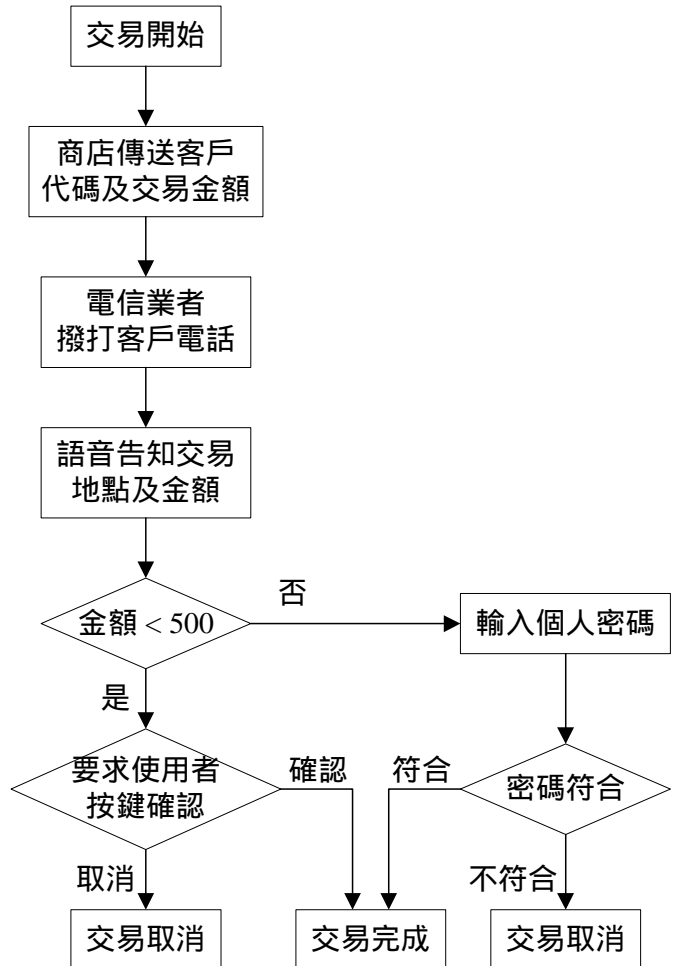 交易開始
商店傳送客戶
代碼及交易金額
電信業者
撥打客戶電話
語音告知交易
地點及金額
金額 < 500
否
輸入個人密碼
是
要求使用者
按鍵確認
確認
符合
密碼符合
取消
不符合
交易取消
交易完成
交易取消